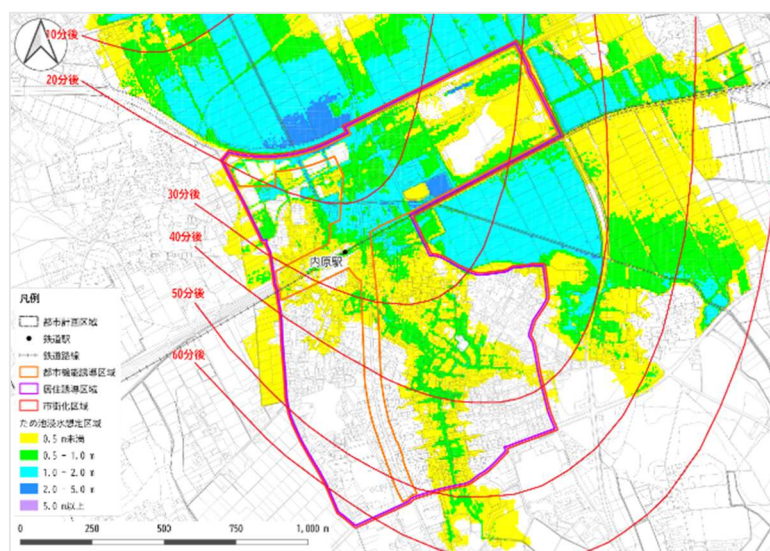 10分後
20分後
30分後
40分後
50分後
60分後
内原駅
凡例
都市計画区域
鉄道駅
鉄道路線
都市機能誘導区域
居住誘導区域
市街化区域
ため池浸水想定区域
0.5 m未満
0.5 - 1.0 m
1.0 - 2.0 m
2.0 - 5.0 m
5.0 m以上
0 250 500 750 1,000 m